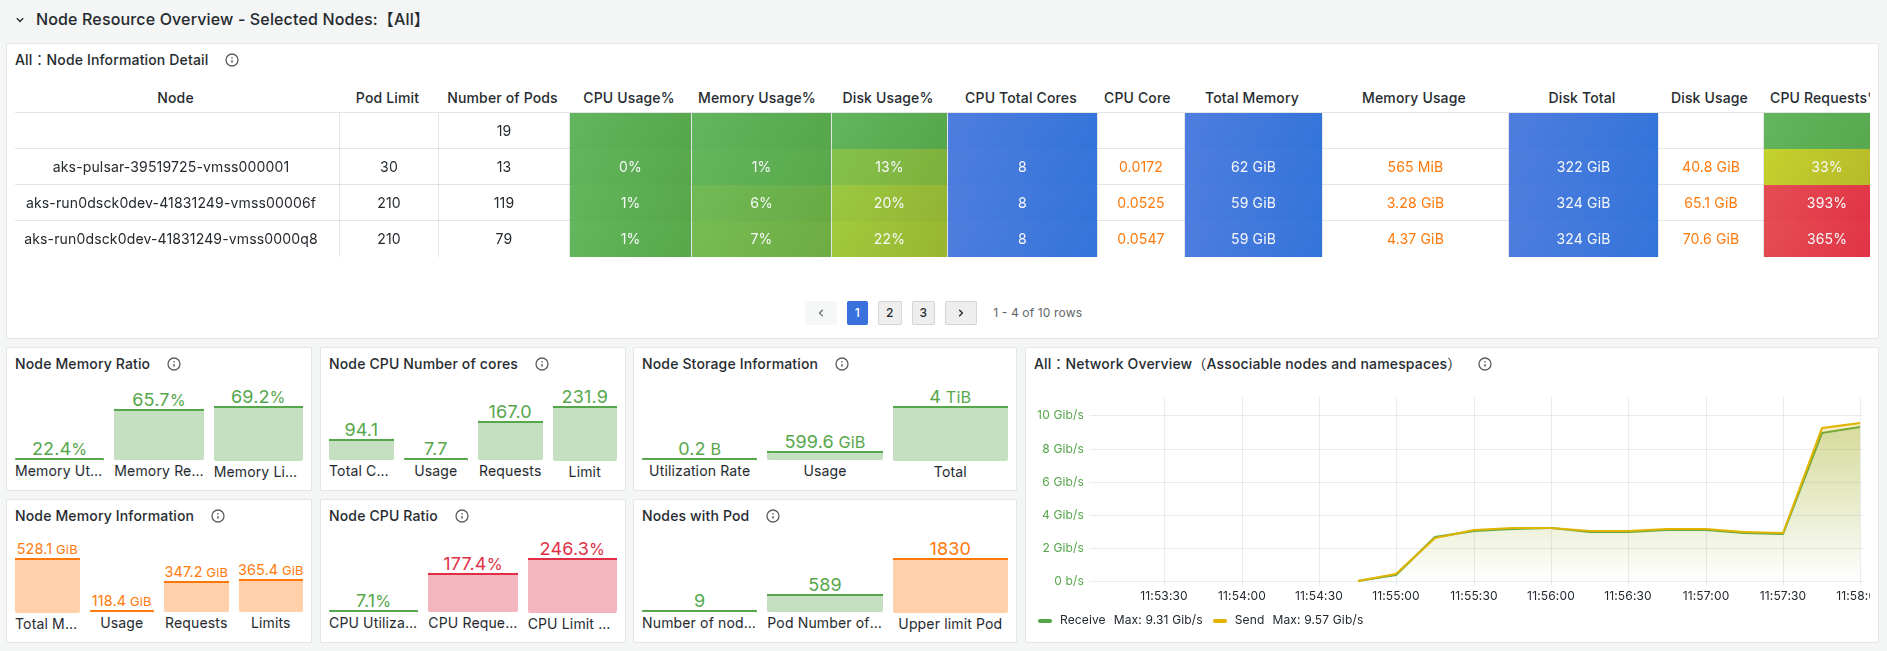 Node Resource Overview - Selected Nodes:【All】
All：Node Information Detail
Node Pod Limit Number of Pods CPU Usage% Memory Usage% Disk Usage% CPU Total Cores CPU Core Total Memory Memory Usage Disk Total Disk Usage CPU Requests
19
aks-pulsar-39519725-vmss000001 30 13 0% 1% 13% 8 0.0172 62 GiB 565 MiB 322 GiB 40.8 GiB 33%
aks-run0dsck0dev-41831249-vmss00006f 210 119 1% 6% 20% 8 0.0525 59 GiB 3.28 GiB 324 GiB 65.1 GiB 393%
aks-run0dsck0dev-41831249-vmss0000q8 210 79 1% 7% 22% 8 0.0547 59 GiB 4.37 GiB 324 GiB 70.6 GiB 365%
1 2 3 1 - 4 of 10 rows
Node Memory Ratio
22.4% 65.7% 69.2%
Memory Ut... Memory Re... Memory Li...
Node CPU Number of cores
94.1 7.7 167.0 231.9
Total C... Usage Requests Limit
Node Storage Information
0.2 B 599.6 GiB 4 TiB
Utilization Rate Usage Total
All：Network Overview（Associable nodes and namespaces）
10 Gib/s
8 Gib/s
6 Gib/s
4 Gib/s
2 Gib/s
0 b/s
11:53:30 11:54:00 11:54:30 11:55:00 11:55:30 11:56:00 11:56:30 11:57:00 11:57:30 11:58:
Receive Max: 9.31 Gib/s Send Max: 9.57 Gib/s
Node Memory Information
528.1 GiB 118.4 GiB 347.2 GiB 365.4 GiB
Total M... Usage Requests Limits
Node CPU Ratio
7.1% 177.4% 246.3%
CPU Utiliza... CPU Reque... CPU Limit ...
Nodes with Pod
9 589 1830
Number of nod... Pod Number of... Upper limit Pod